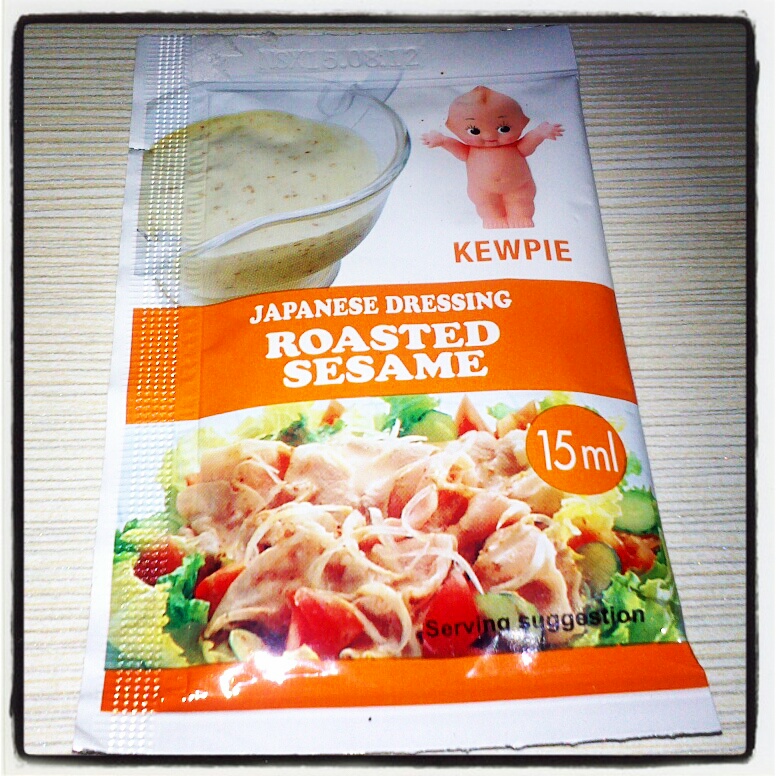 KEWPIE
JAPANESE DRESSING
ROASTED
SESAME
15ml
Serving suggestion